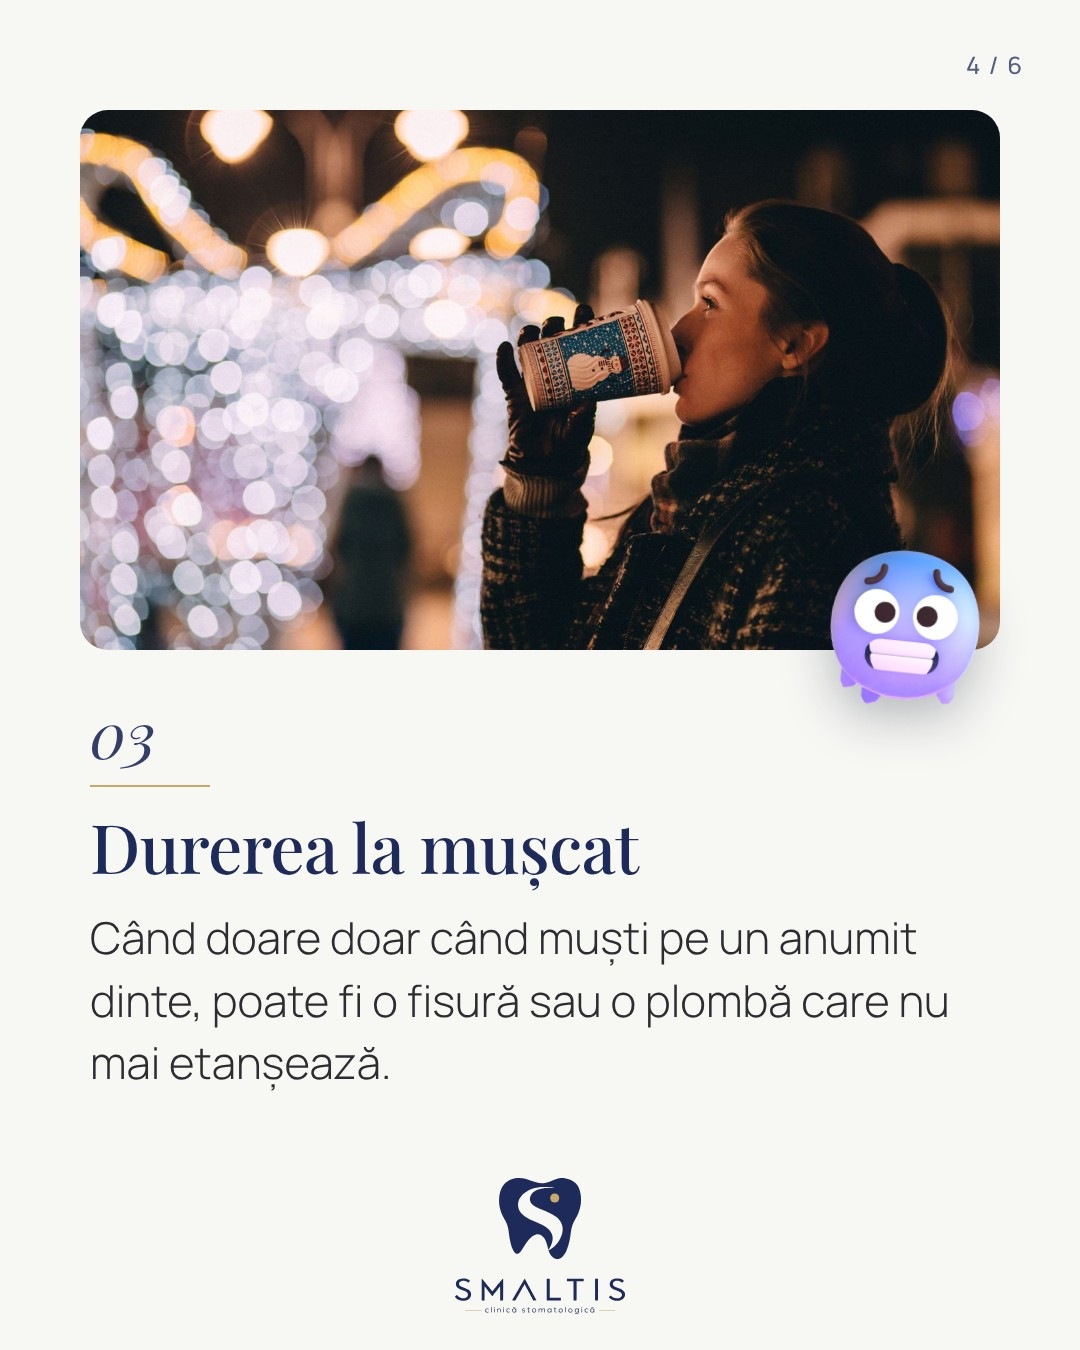 4 / 6
03
Durerea la mușcat
Când doare doar când muști pe un anumit
dinte, poate fi o fisură sau o plombă care nu
mai etanșează.
SMALTIS
clinică stomatologică